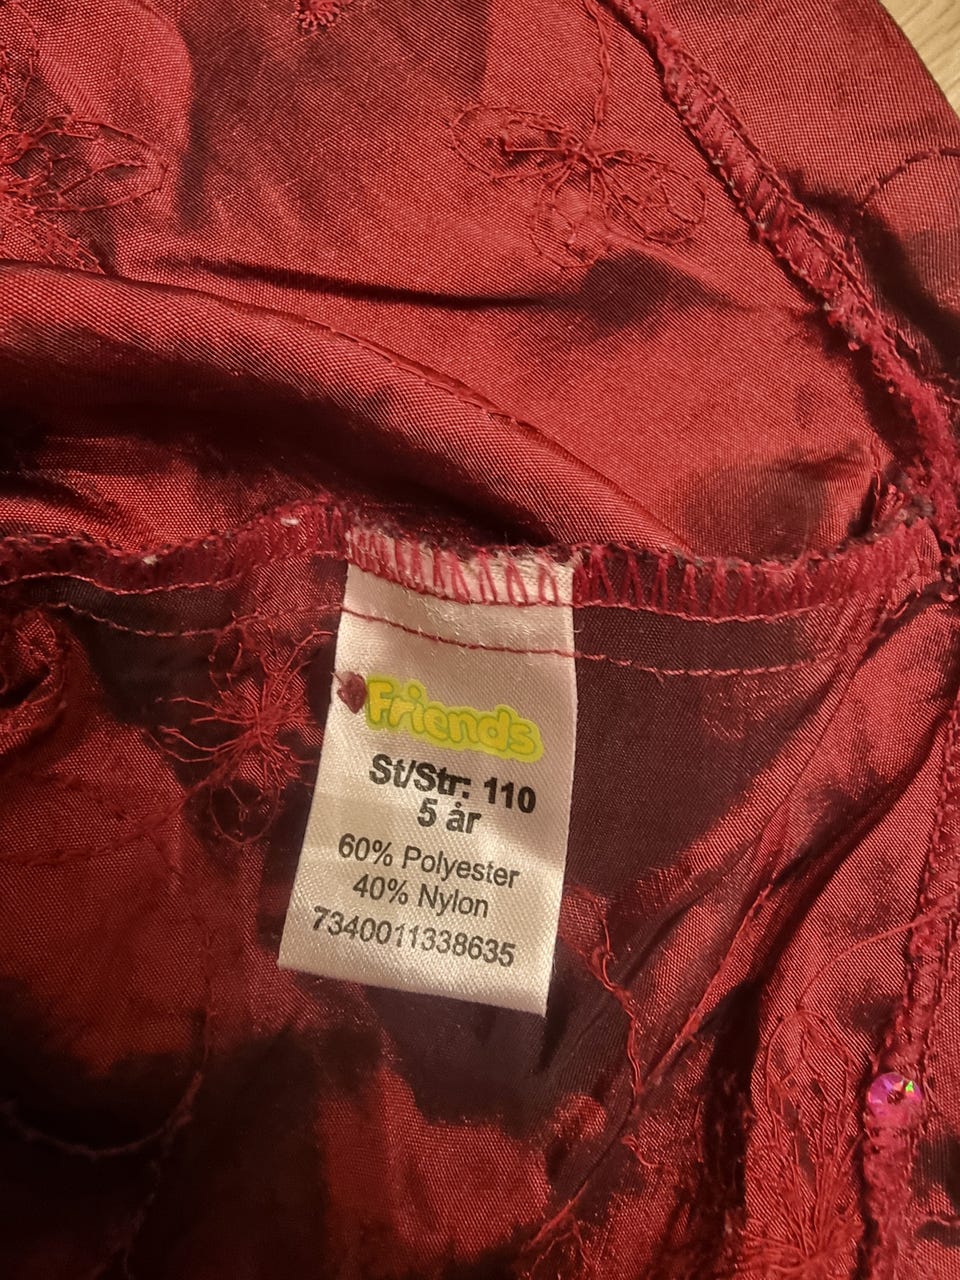 Friends
St/Str: 110
5 år
60% Polyester
40% Nylon
7340011338635